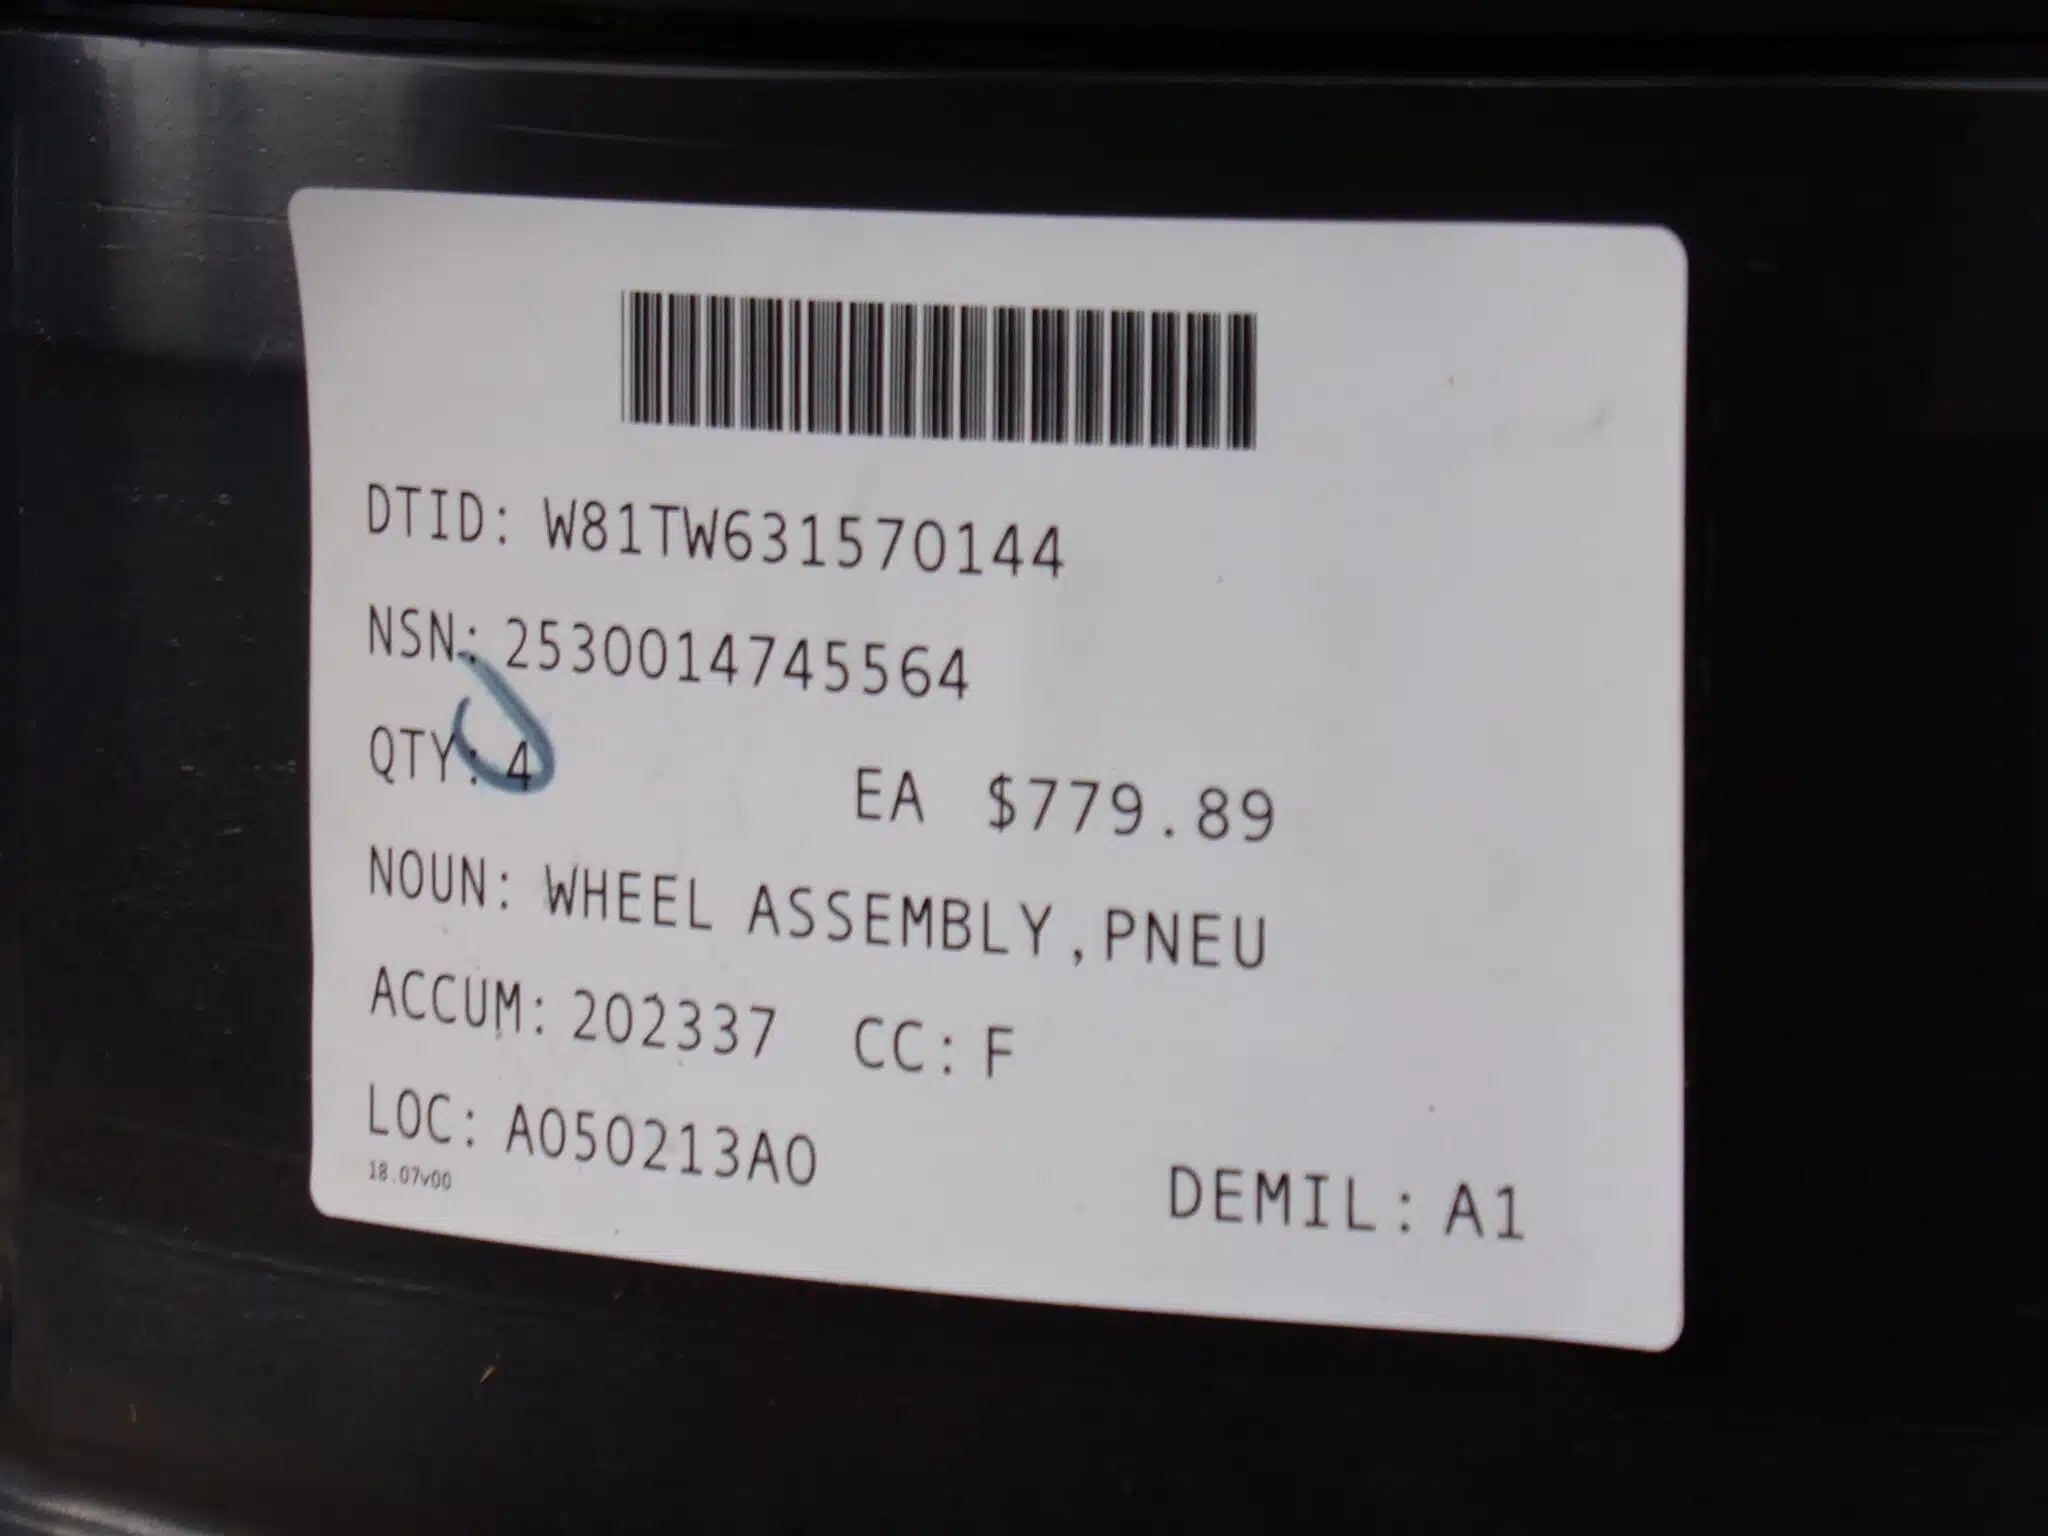 DTID: W81TW631570144
NSN: 2530014745564
QTY: 4 EA $779.89
NOUN: WHEEL ASSEMBLY,PNEU
ACCUM: 202337 CC: F
LOC: A050213A0
DEMIL: A1
18.07v00